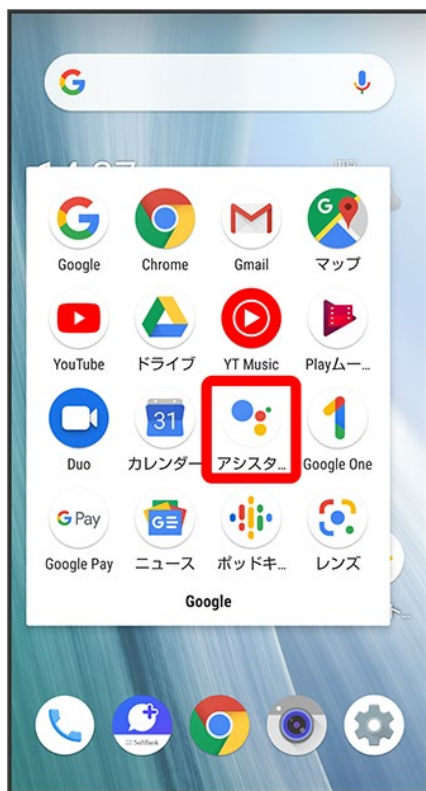 Google
Chrome
Gmail
マップ
YouTube
ドライブ
YT Music
Playムー...
Duo
31
カレンダー
アシスタ...
Google One
G Pay
Google Pay
ニュース
ポッドキ...
レンズ
Google
SoftBank